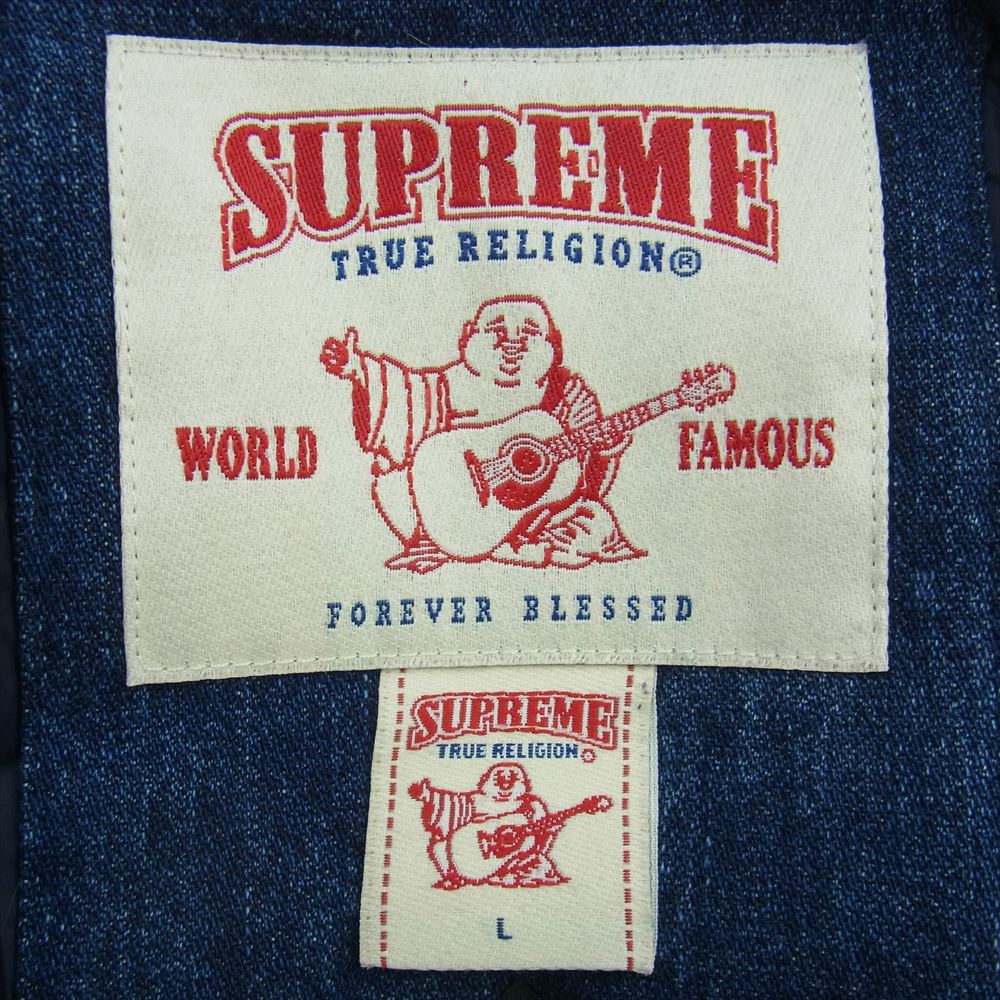 SUPREME
TRUE RELIGION®
WORLD FAMOUS
FOREVER BLESSED
SUPREME
TRUE RELIGION®
L